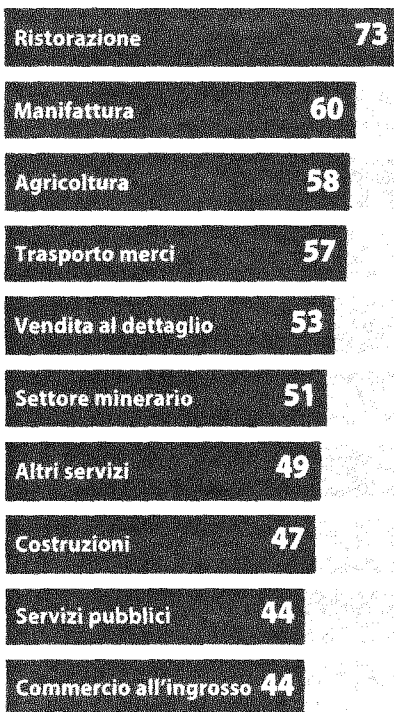 Ristorazione 73
Manifattura 60
Agricoltura 58
Trasporto merci 57
Vendita al dettaglio 53
Settore minerario 51
Altri servizi 49
Costruzioni 47
Servizi pubblici 44
Commercio all'ingrosso 44